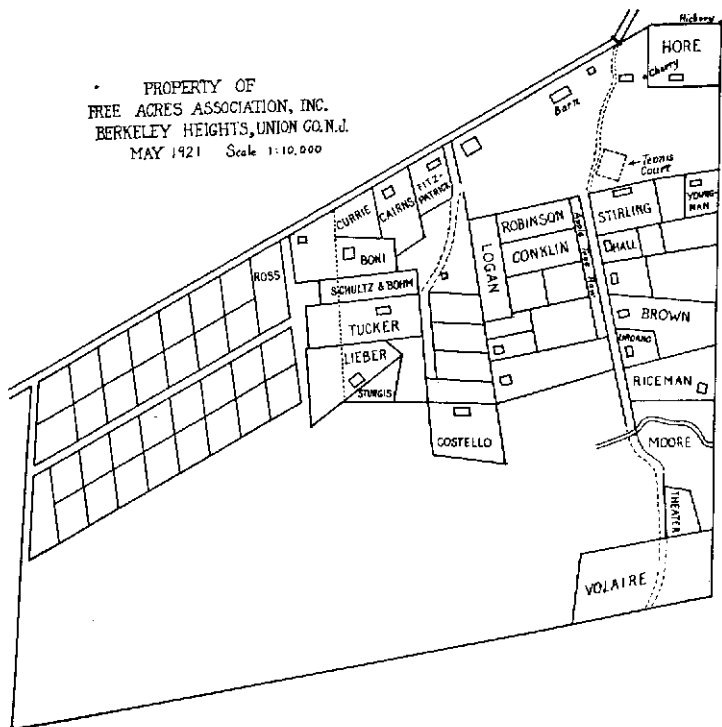 PROPERTY OF
FREE ACRES ASSOCIATION, INC.
BERKELEY HEIGHTS, UNION CO. N.J.
MAY 1921 Scale 1:10,000
Hickory
HORE
Cherry
Barn
Tennis
Court
CURRIE
CAIRNS
FITZ-
PATRICK
ROSS
BONI
SCHULTZ & BOHM
TUCKER
LIEBER
STURGIS
COSTELLO
LOGAN
ROBINSON
CONKLIN
Apple Tree Row
STIRLING
YOUNG-
MAN
D.HALL
BROWN
RICEMAN
MOORE
THEATER
VOLAIRE